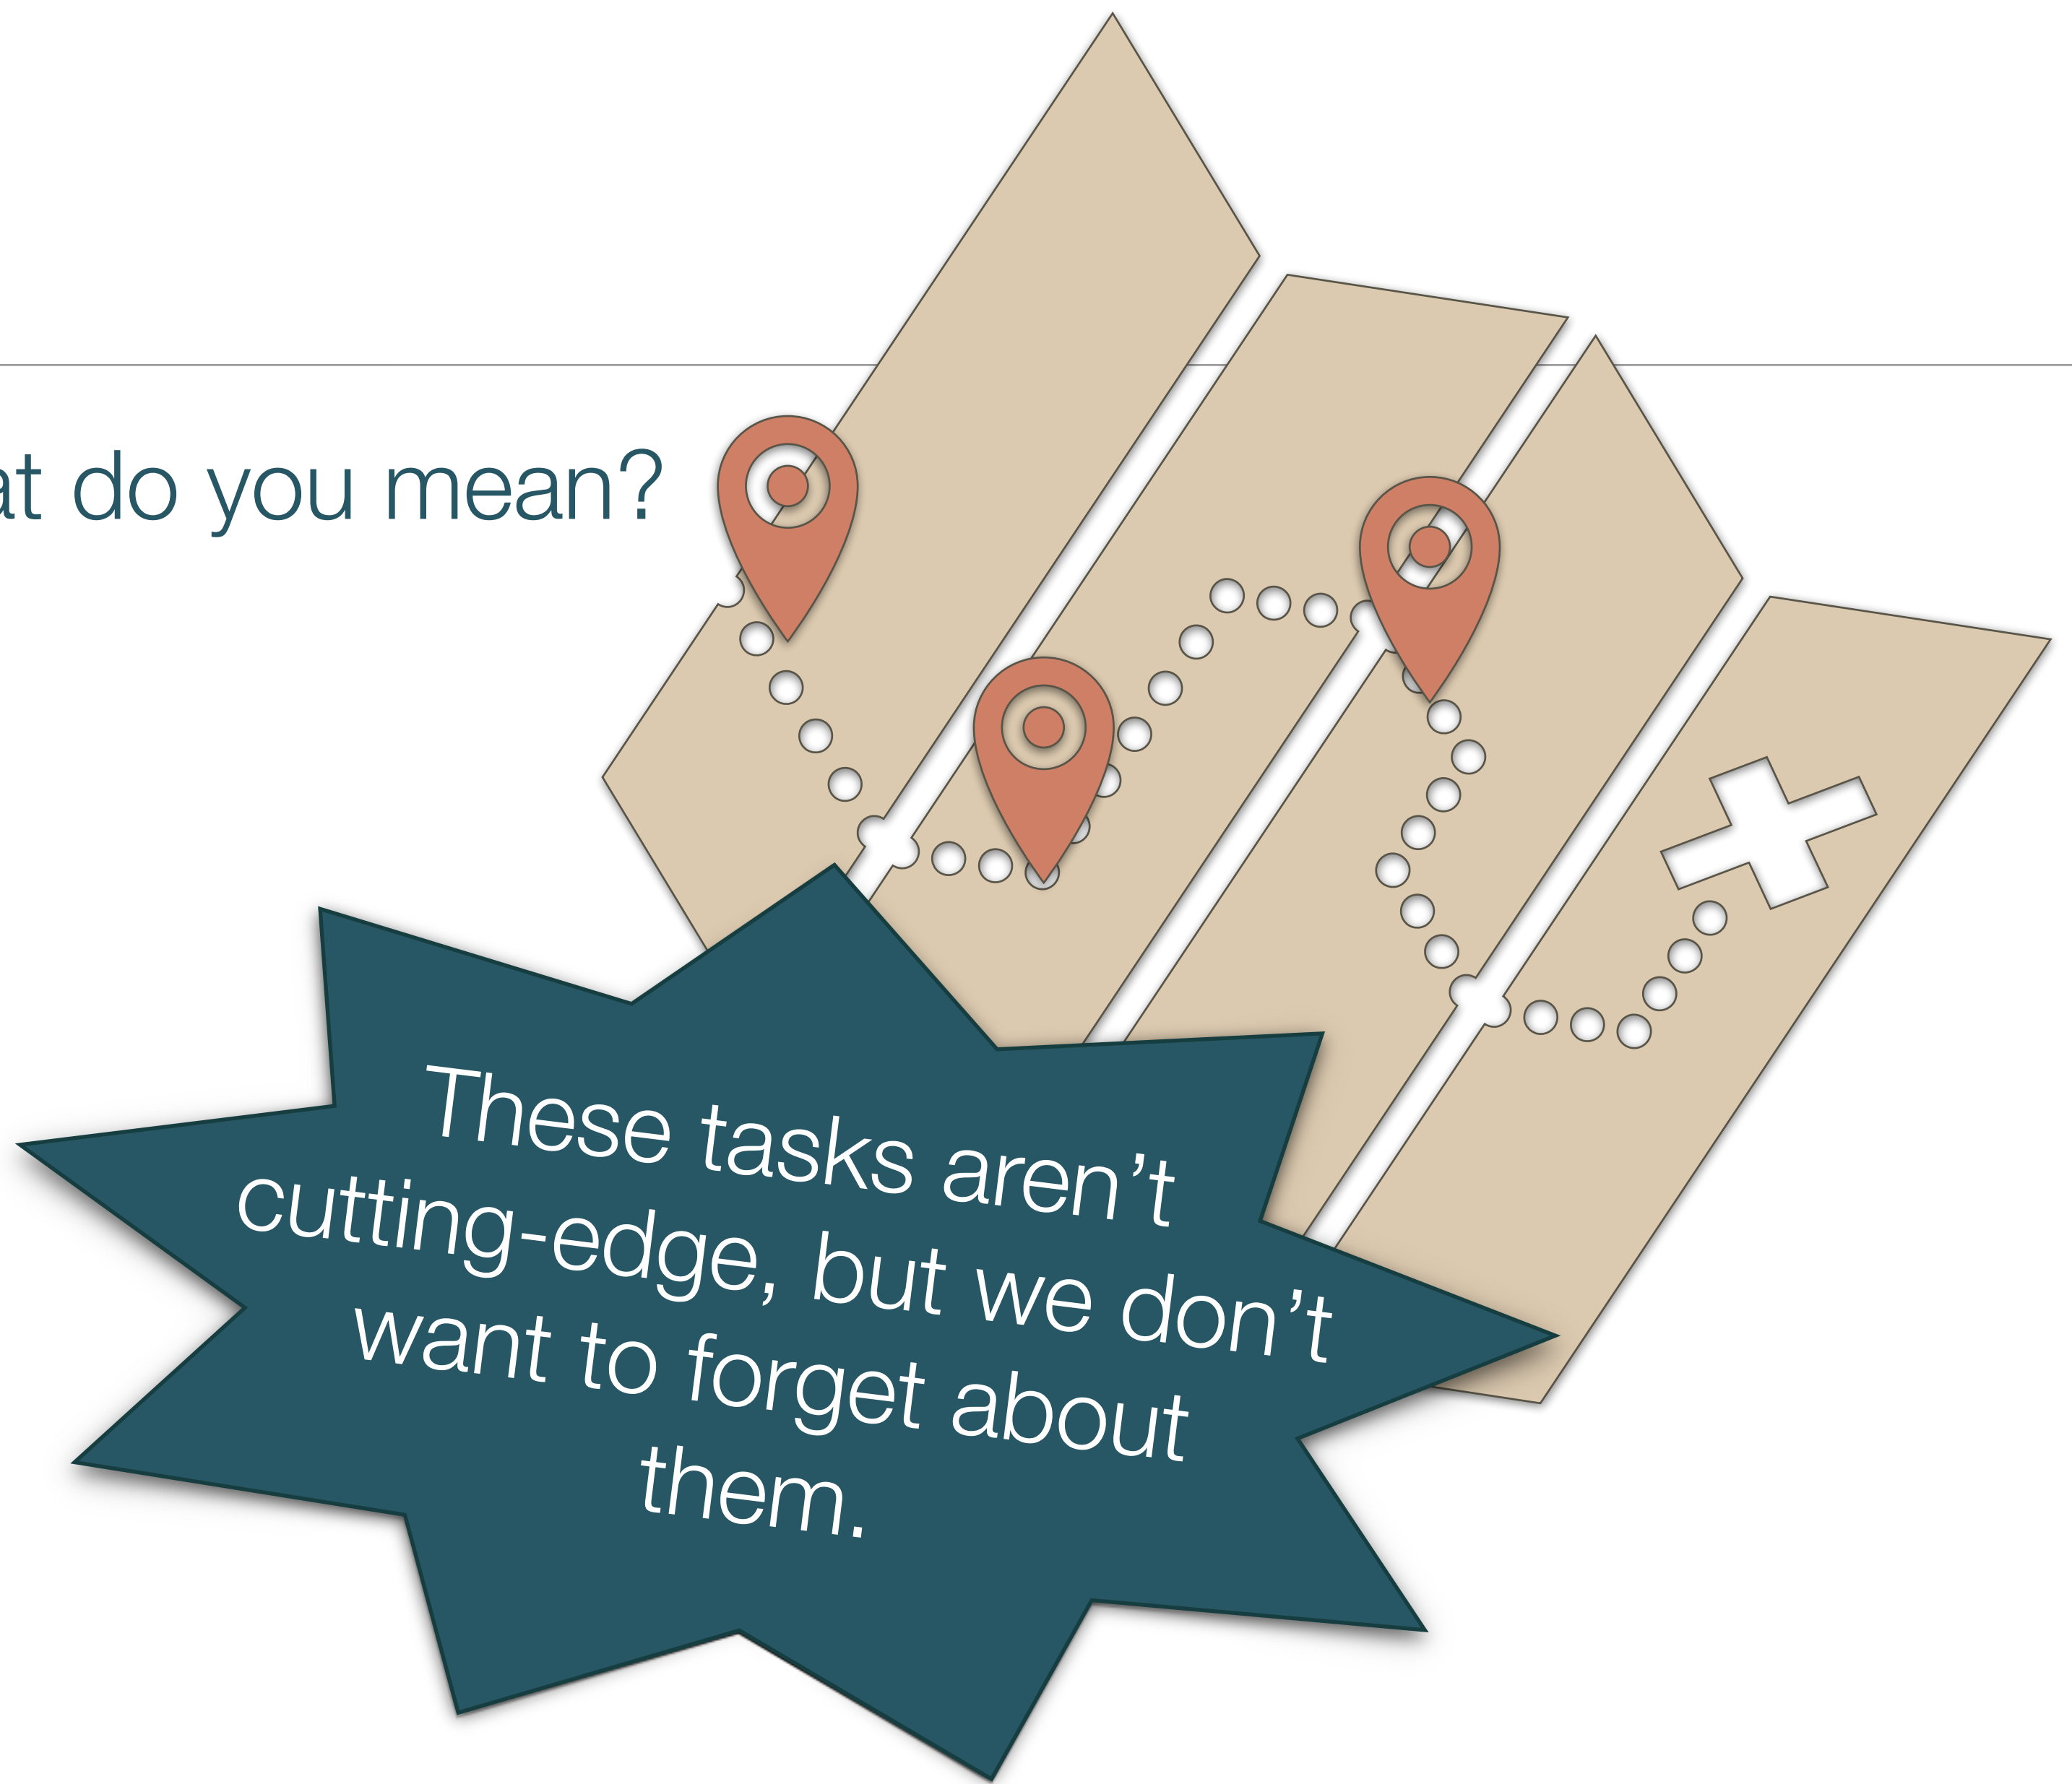 at do you mean?
These tasks aren’t
cutting-edge, but we don’t
want to forget about
them.